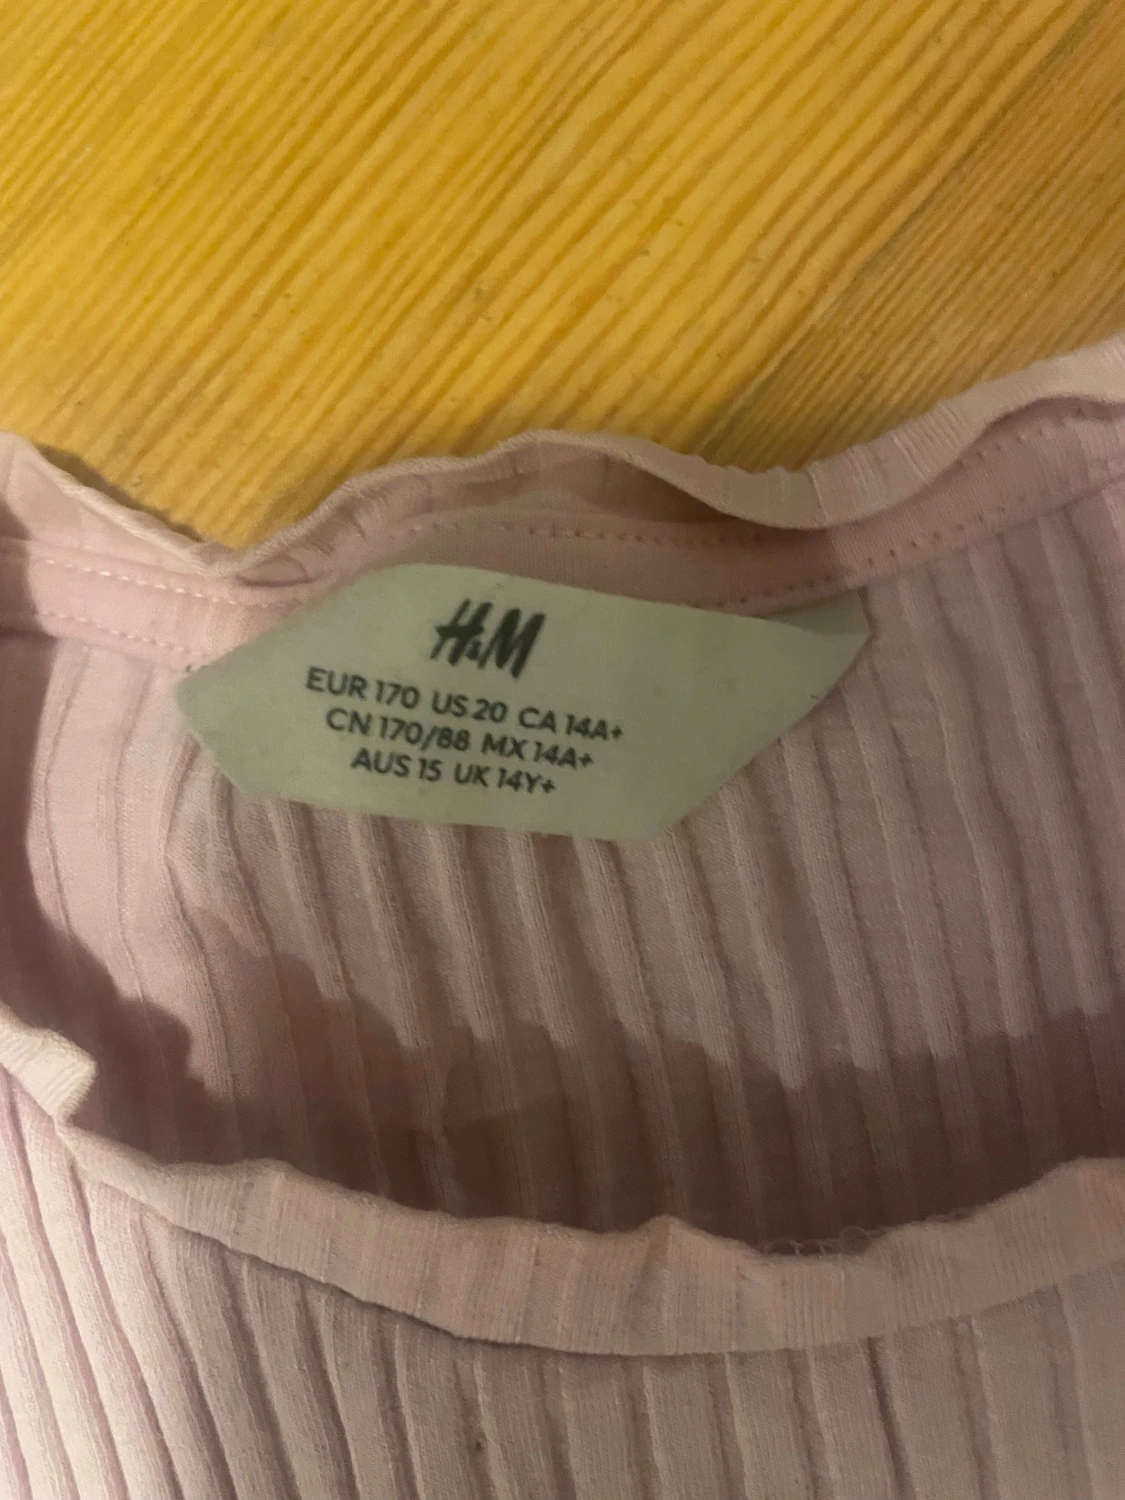 H&M
EUR 170 US 20 CA 14A+
CN 170/88 MX 14A+
AUS 15 UK 14Y+